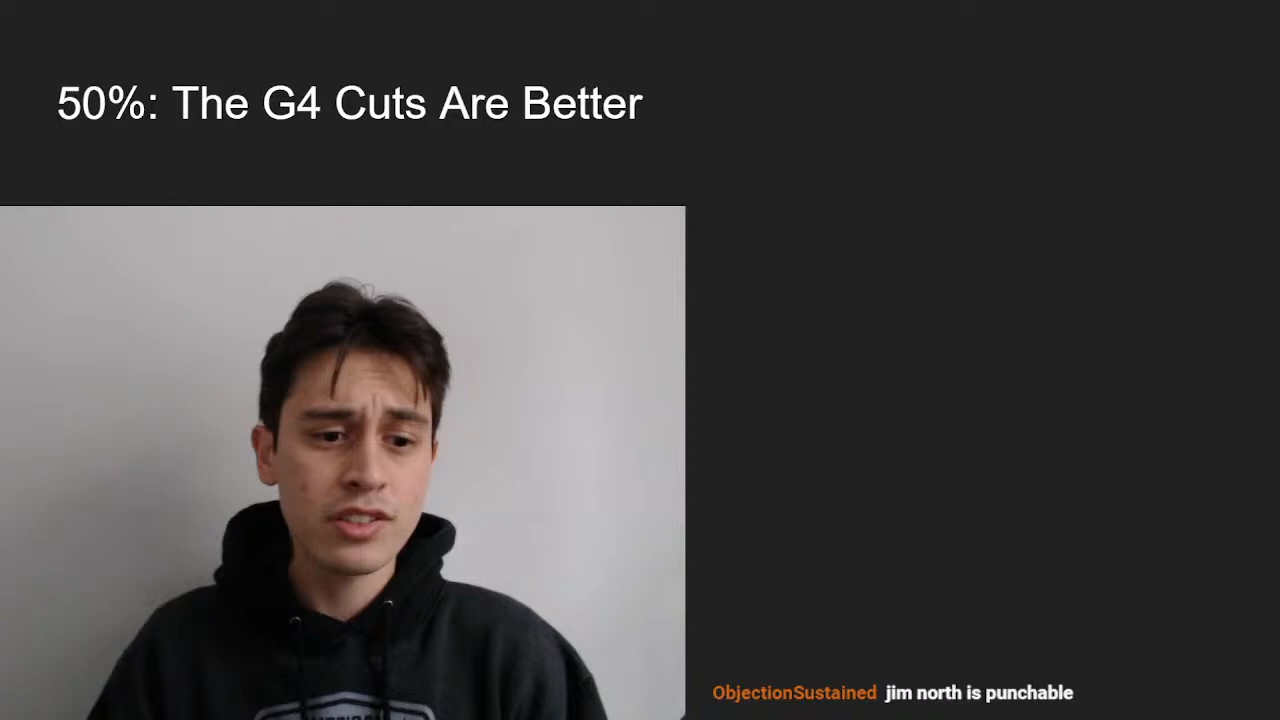 50%: The G4 Cuts Are Better
ObjectionSustained jim north is punchable